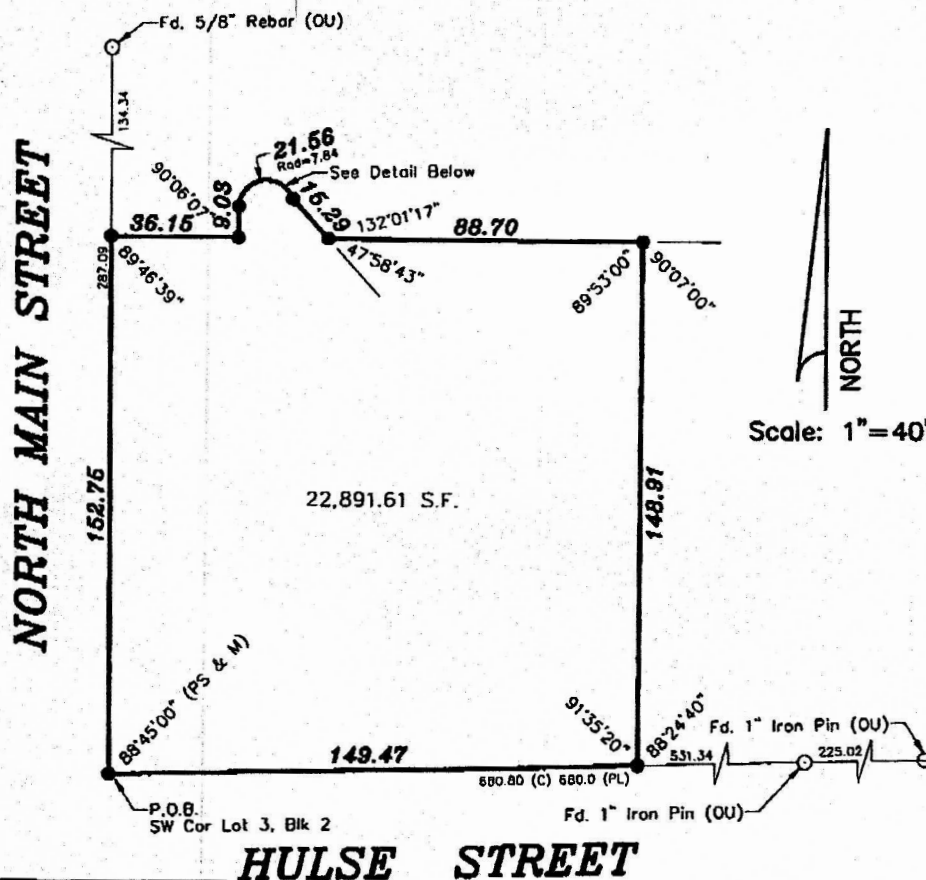 Fd. 5/8" Rebar (OU)
134.34
NORTH MAIN STREET
21.56
Rad=7.84
See Detail Below
90°06'07"
8.03
16.29
36.15
132°01'17"
88.70
47°58'43"
287.09
89°46'39"
89°53'00"
90°07'00"
NORTH
Scale: 1"=40'
152.75
22,891.61 S.F.
148.91
88°45'00" (PS & M)
91°35'20"
88°24'40"
149.47
680.80 (C) 680.0 (PL)
531.34
Fd. 1" Iron Pin (OU)
225.02
P.O.B.
SW Cor Lot 3, Blk 2
Fd. 1" Iron Pin (OU)
HULSE STREET